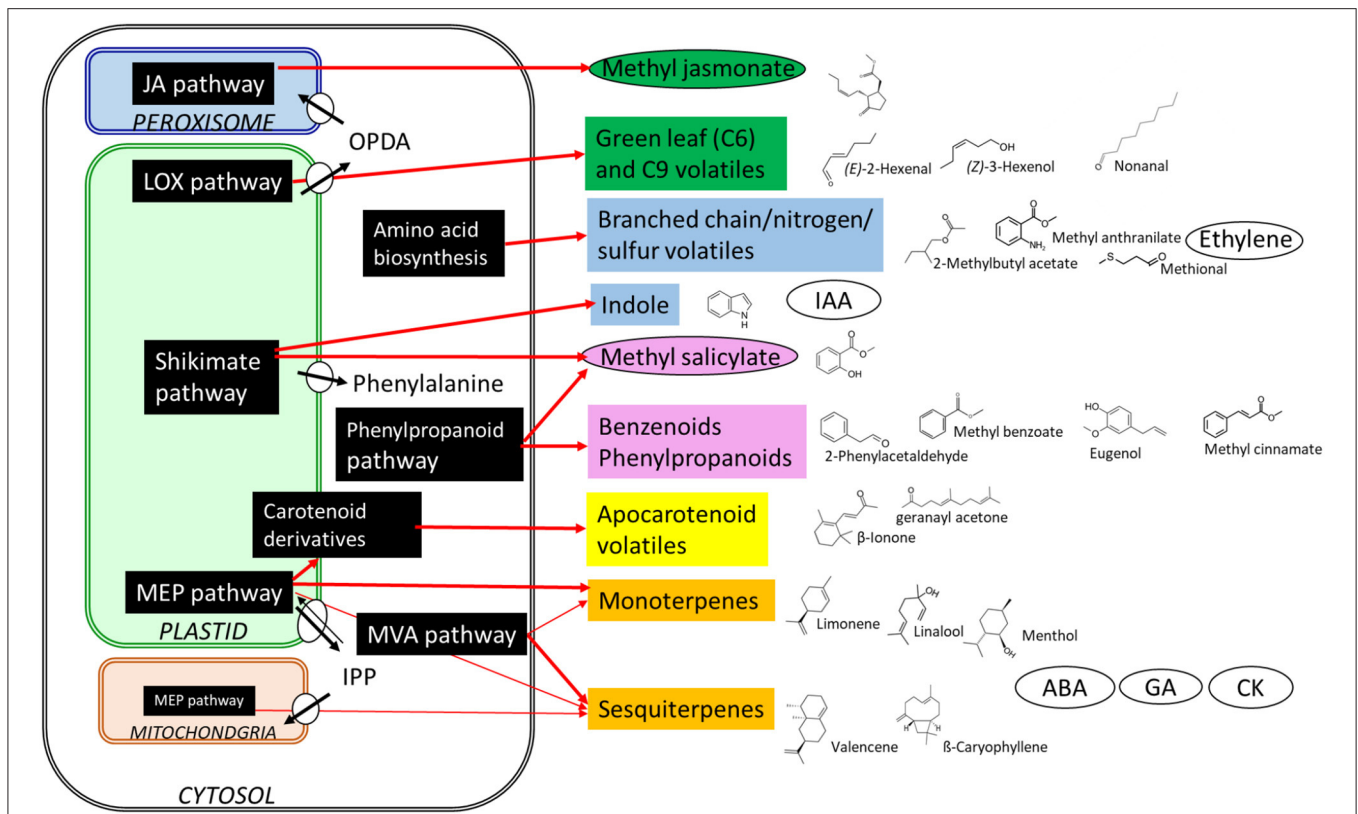 JA pathway
PEROXISOME
OPDA
LOX pathway
Amino acid
biosynthesis
Shikimate
pathway
Phenylalanine
Phenylpropanoid
pathway
Carotenoid
derivatives
MEP pathway
PLASTID
MVA pathway
IPP
MEP pathway
MITOCHONDGRIA
CYTOSOL
Methyl jasmonate
Green leaf (C6)
and C9 volatiles
(E)-2-Hexenal
(Z)-3-Hexenol
Nonanal
Branched chain/nitrogen/
sulfur volatiles
2-Methylbutyl acetate
Methyl anthranilate
Methional
Ethylene
Indole
IAA
Methyl salicylate
Benzenoids
Phenylpropanoids
2-Phenylacetaldehyde
Methyl benzoate
Eugenol
Methyl cinnamate
Apocarotenoid
volatiles
β-Ionone
geranayl acetone
Monoterpenes
Limonene
Linalool
Menthol
ABA
GA
CK
Sesquiterpenes
Valencene
ß-Caryophyllene